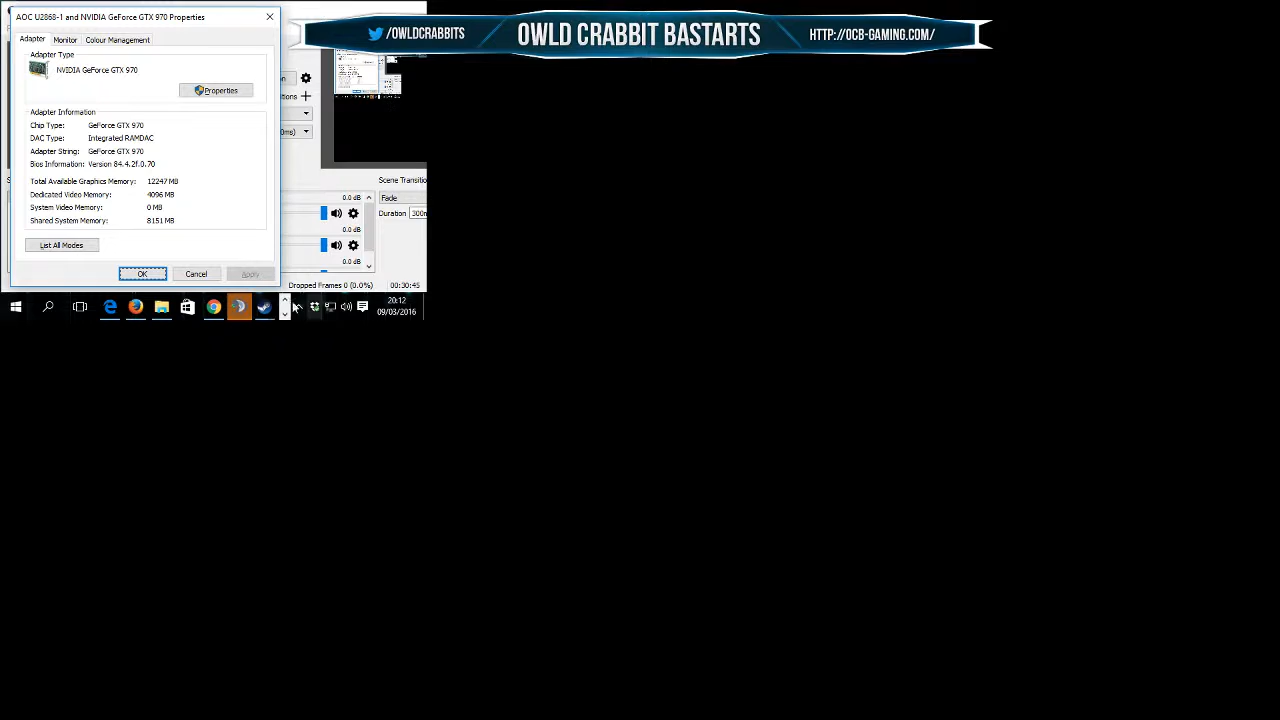 AOC U2868-1 and NVIDIA GeForce GTX 970 Properties
Adapter Monitor Colour Management
Adapter Type
NVIDIA GeForce GTX 970
Properties
Adapter Information
Chip Type: GeForce GTX 970
DAC Type: Integrated RAMDAC
Adapter String: GeForce GTX 970
Bios Information: Version 84.4.2f.0.70
Total Available Graphics Memory: 12247 MB
Dedicated Video Memory: 4096 MB
System Video Memory: 0 MB
Shared System Memory: 8151 MB
List All Modes
OK Cancel Apply
/OWLDCRABBITS
OWLD CRABBIT BASTARTS
HTTP://OCB-GAMING.COM/
0ms)
Scene Transition
0.0 dB
Fade
Duration 300m
0.0 dB
0.0 dB
Dropped Frames 0 (0.0%) 00:30:45
20:12
09/03/2016